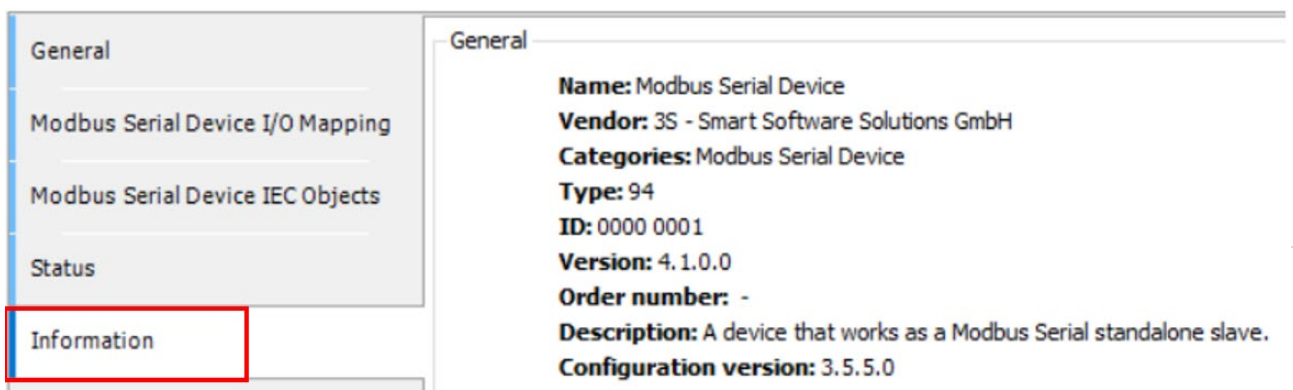 General
Modbus Serial Device I/O Mapping
Modbus Serial Device IEC Objects
Status
Information
General
Name: Modbus Serial Device
Vendor: 3S - Smart Software Solutions GmbH
Categories: Modbus Serial Device
Type: 94
ID: 0000 0001
Version: 4.1.0.0
Order number: -
Description: A device that works as a Modbus Serial standalone slave.
Configuration version: 3.5.5.0